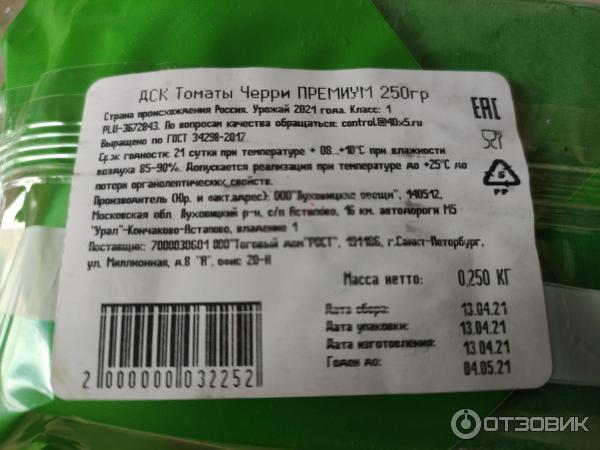 ДСК Томаты Черри ПРЕМИУМ 250гр
Страна происхождения Россия. Урожай 2021 года. Класс: 1
PLU-3672843. По вопросам качества обращаться: control@40x5.ru
Выращено по ГОСТ 34298-2017
Срок годности: 21 сутки при температуре + 08...+10°С при влажности
воздуха 85-90%. Допускается реализация при температуре до +25°С до
потери органолептических свойств.
Производитель (Юр. и факт.адрес): ООО"Луховицкие овощи", 140512,
Московская обл. Луховицкий р-н, с/п Астапово, 16 км. автодороги М5
"Урал"-Кончаково-Астапово, владение 1
Поставщик: 7000030601 ООО"Торговый дом"РОСТ", 191186, г.Санкт-Петербург,
ул. Миллионная, д.8 "А", офис 20-Н
Масса нетто: 0,250 КГ
Дата сбора: 13.04.21
Дата упаковки: 13.04.21
Дата изготовления: 13.04.21
Годен до: 04.05.21
2 000000 032252
EAC
5
PP
ОТЗОВИК